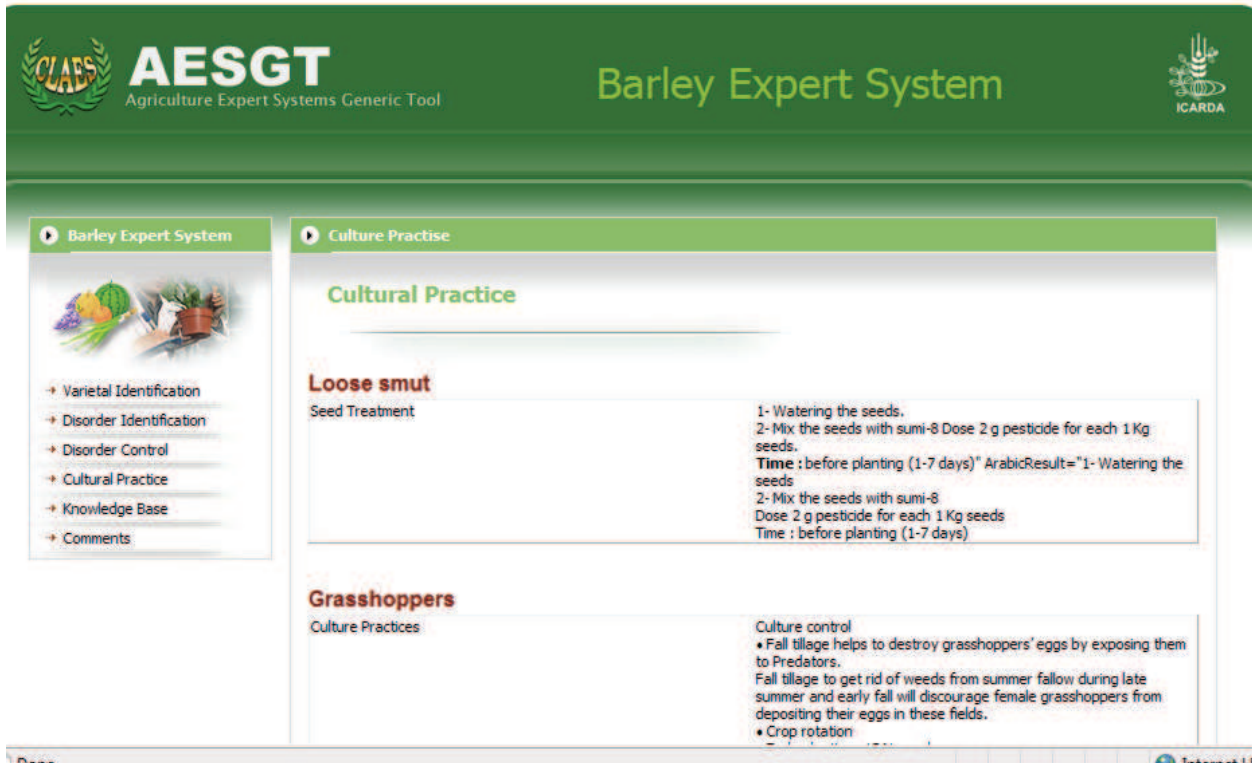 CLAES
AESGT
Agriculture Expert Systems Generic Tool
Barley Expert System
ICARDA
Barley Expert System
Varietal Identification
Disorder Identification
Disorder Control
Cultural Practice
Knowledge Base
Comments
Culture Practise
Cultural Practice
Loose smut
Seed Treatment
1- Watering the seeds.
2- Mix the seeds with sumi-8 Dose 2 g pesticide for each 1 Kg
seeds.
Time : before planting (1-7 days)" ArabicResult="1- Watering the
seeds
2- Mix the seeds with sumi-8
Dose 2 g pesticide for each 1 Kg seeds
Time : before planting (1-7 days)
Grasshoppers
Culture Practices
Culture control
• Fall tillage helps to destroy grasshoppers' eggs by exposing them
to Predators.
Fall tillage to get rid of weeds from summer fallow during late
summer and early fall will discourage female grasshoppers from
depositing their eggs in these fields.
• Crop rotation